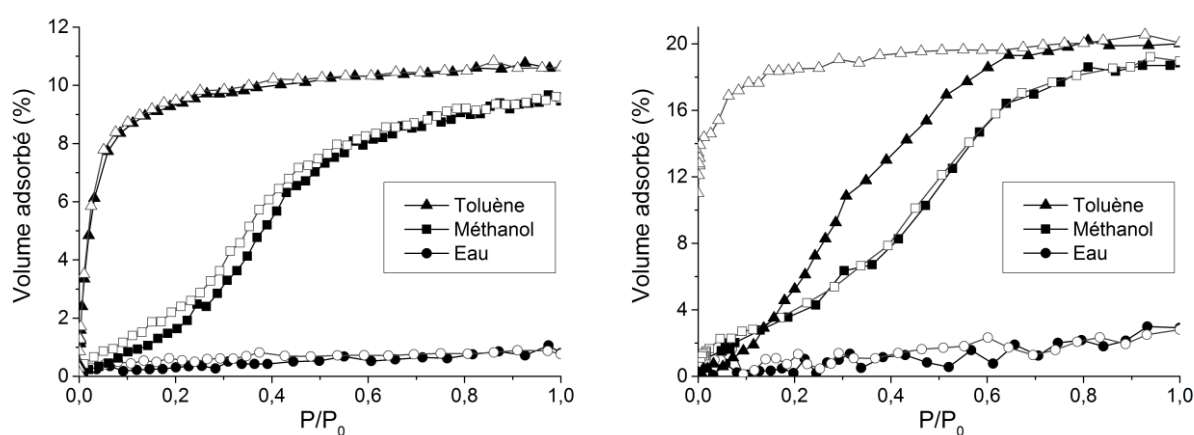 Volume adsorbé (%)
12
10
8
6
4
2
0
0,0
0,2
0,4
0,6
0,8
1,0
P/P0
Toluène
Méthanol
Eau
Volume adsorbé (%)
20
16
12
8
4
0
0,0
0,2
0,4
0,6
0,8
1,0
P/P0
Toluène
Méthanol
Eau